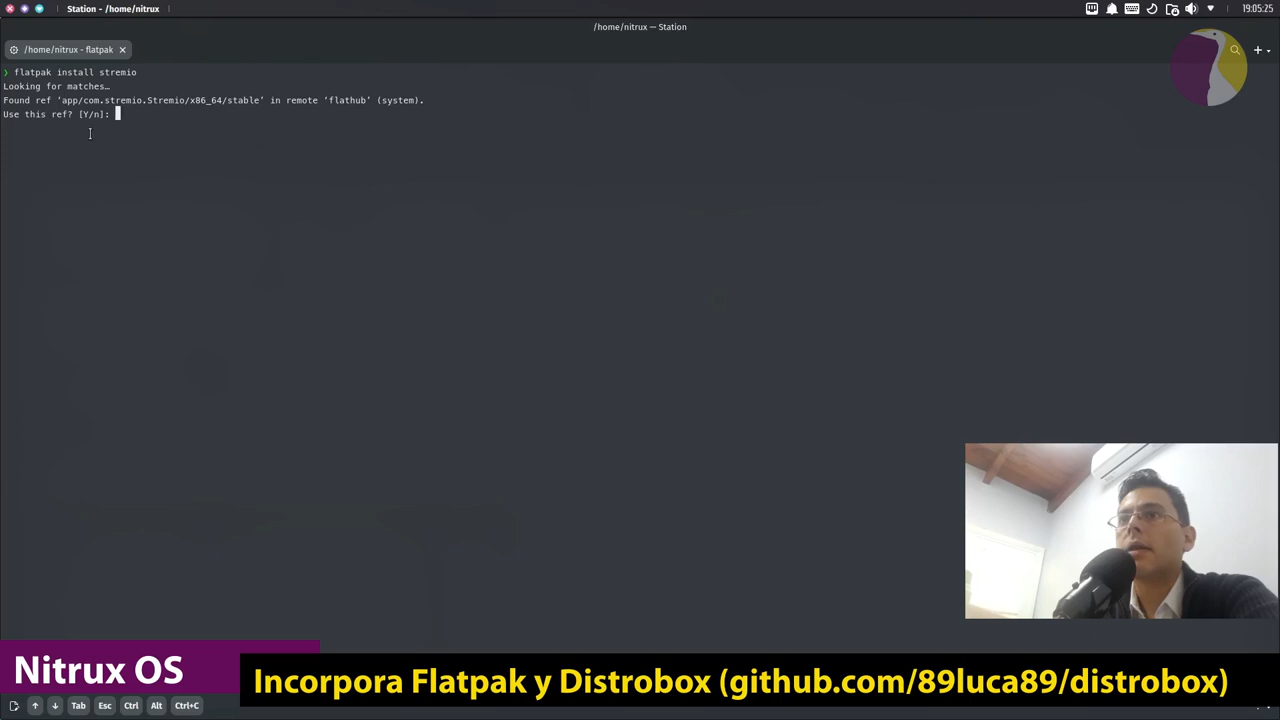 Station - /home/nitrux
19:05:25
/home/nitrux — Station
/home/nitrux - flatpak
❯ flatpak install stremio
Looking for matches…
Found ref ‘app/com.stremio.Stremio/x86_64/stable’ in remote ‘flathub’ (system).
Use this ref? [Y/n]:
Nitrux OS
Incorpora Flatpak y Distrobox (github.com/89luca89/distrobox)
Tab Esc Ctrl Alt Ctrl+C